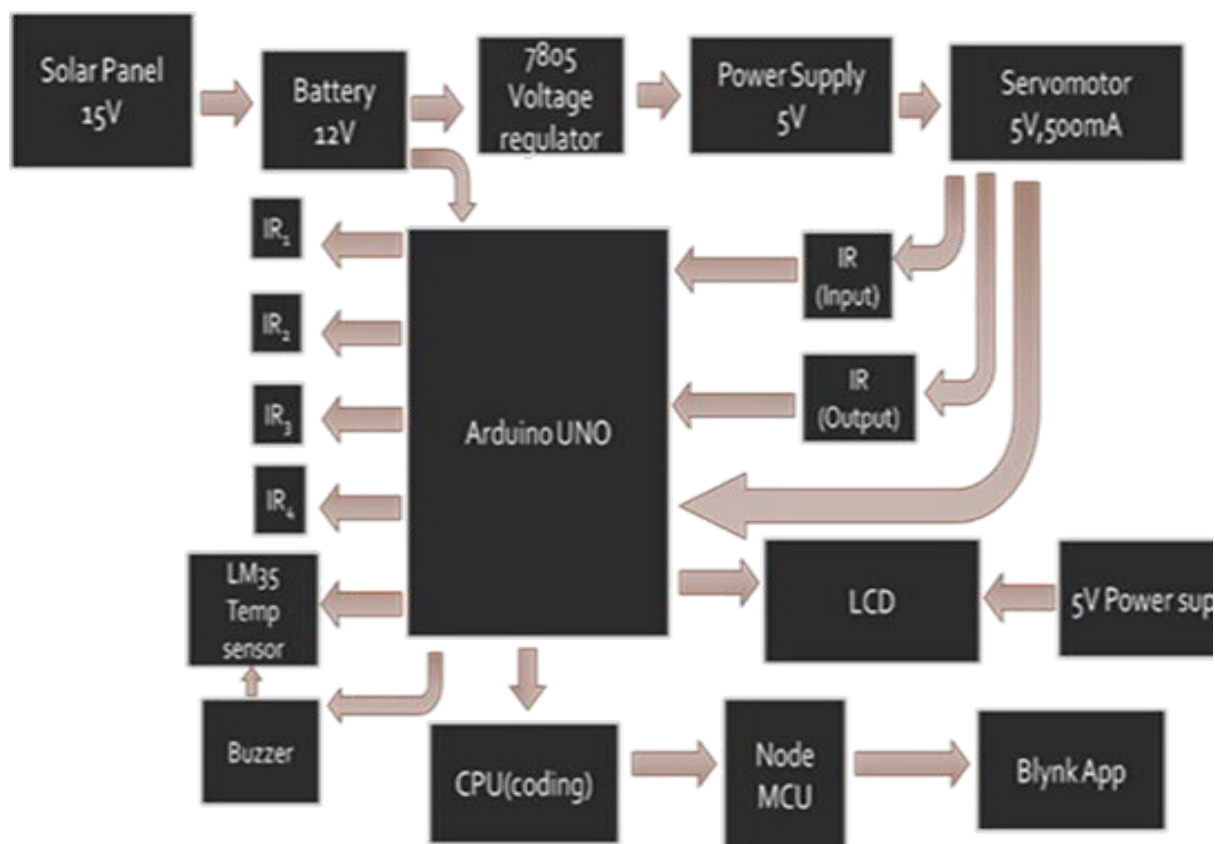 Solar Panel
15V
Battery
12V
7805
Voltage
regulator
Power Supply
5V
Servomotor
5V,500mA
IR1
IR2
IR3
IR4
LM35
Temp
sensor
Buzzer
Arduino UNO
IR
(Input)
IR
(Output)
LCD
5V Power sup
CPU(coding)
Node
MCU
Blynk App